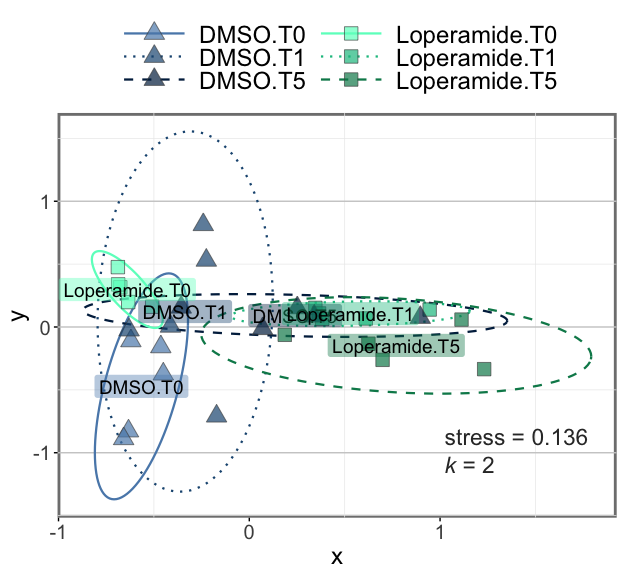 DMSO.T0 Loperamide.T0
DMSO.T1 Loperamide.T1
DMSO.T5 Loperamide.T5
y
1
0
-1
Loperamide.T0
DMSO.T1
Loperamide.T1
Loperamide.T5
DMSO.T0
stress = 0.136
k = 2
-1 0 1
x